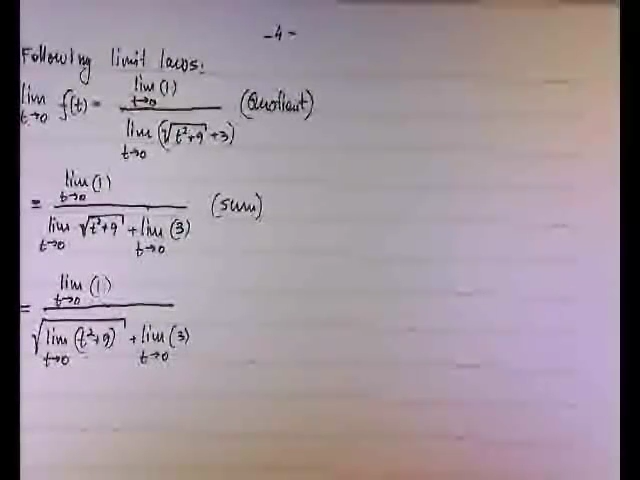 -4-
Following limit laws:
lim t→0 f(t) = lim t→0 (1) / lim t→0 (√t²+9 + 3) (Quotient)
= lim t→0 (1) / lim t→0 √t²+9 + lim t→0 (3) (sum)
= lim t→0 (1) / √lim t→0 (t²+9) + lim t→0 (3)